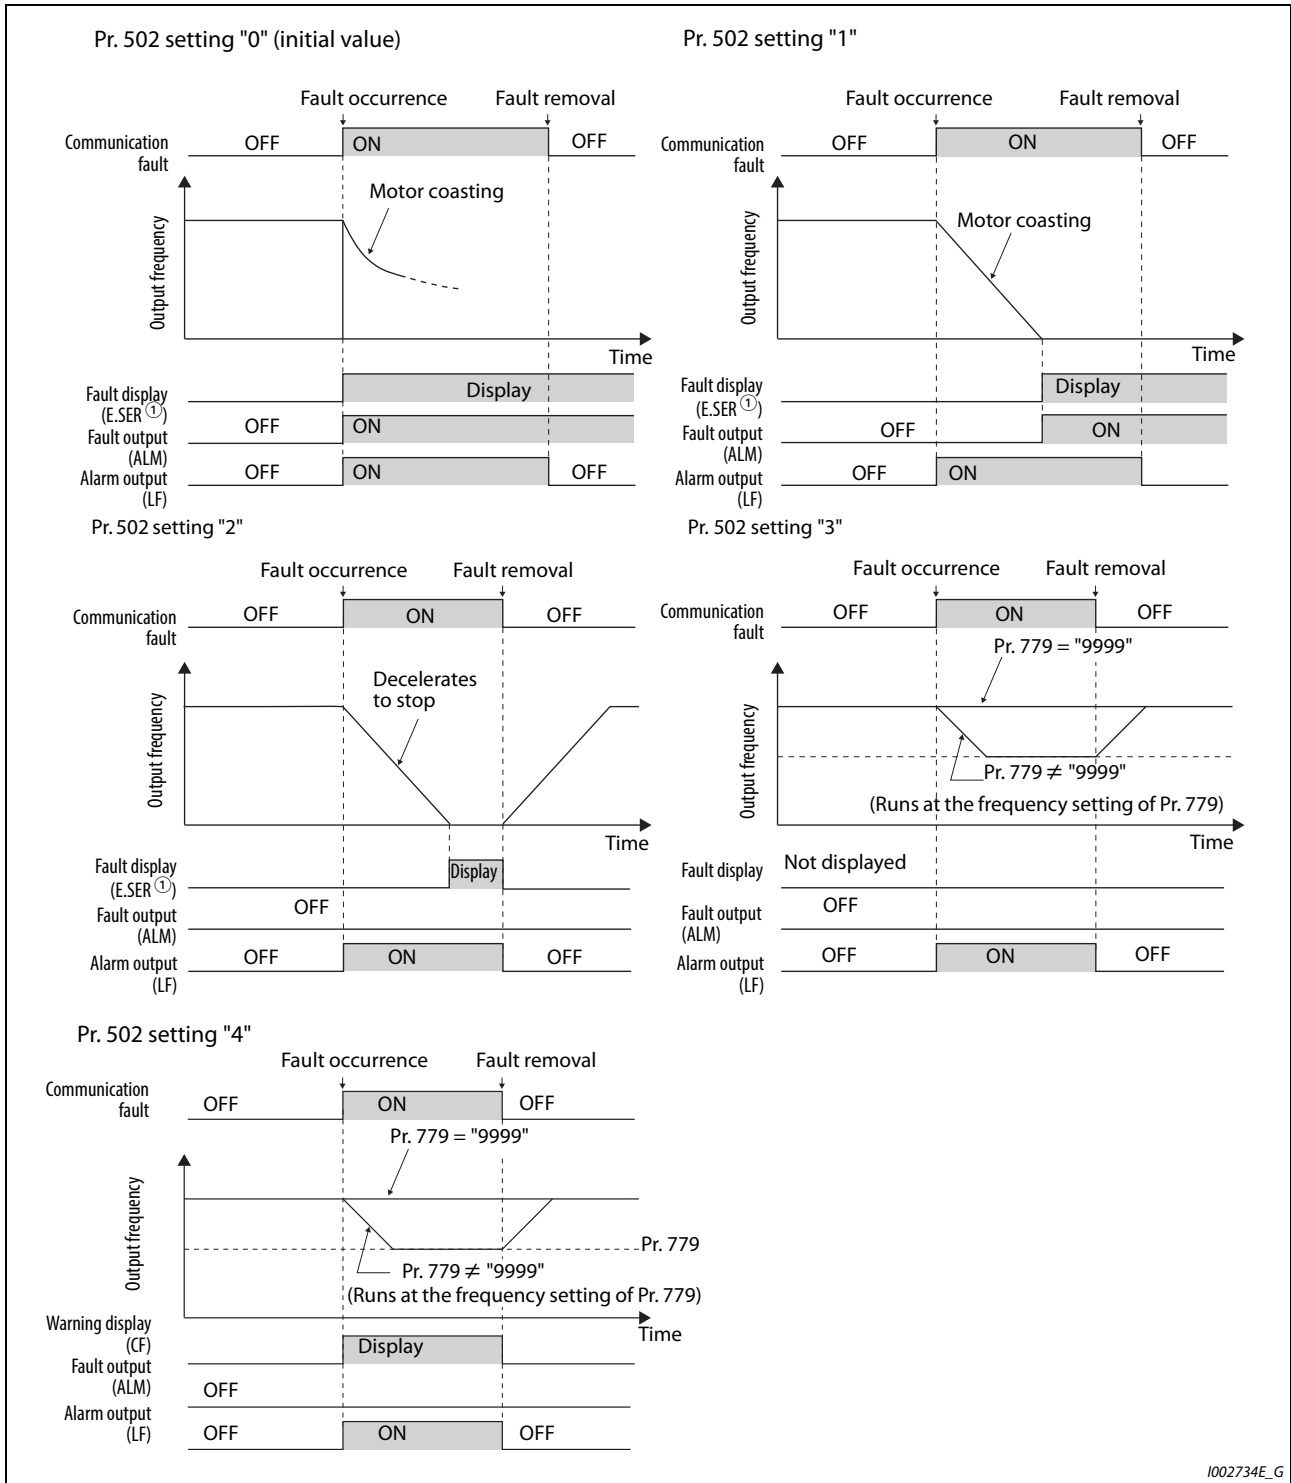 Pr. 502 setting "0" (initial value)
Fault occurrence
Fault removal
Communication
fault
OFF
ON
OFF
Motor coasting
Output frequency
Time
Fault display
(E.SER ①)
Display
Fault output
(ALM)
OFF
ON
Alarm output
(LF)
OFF
ON
OFF
Pr. 502 setting "1"
Fault occurrence
Fault removal
Communication
fault
OFF
ON
OFF
Motor coasting
Output frequency
Time
Fault display
(E.SER ①)
Display
Fault output
(ALM)
OFF
ON
Alarm output
(LF)
OFF
ON
OFF
Pr. 502 setting "2"
Fault occurrence
Fault removal
Communication
fault
OFF
ON
OFF
Decelerates
to stop
Output frequency
Time
Fault display
(E.SER ①)
Display
Fault output
(ALM)
OFF
Alarm output
(LF)
OFF
ON
OFF
Pr. 502 setting "3"
Fault occurrence
Fault removal
Communication
fault
OFF
ON
OFF
Pr. 779 = "9999"
Output frequency
Pr. 779 ≠ "9999"
(Runs at the frequency setting of Pr. 779)
Time
Fault display
Not displayed
Fault output
(ALM)
OFF
Alarm output
(LF)
OFF
ON
OFF
Pr. 502 setting "4"
Fault occurrence
Fault removal
Communication
fault
OFF
ON
OFF
Pr. 779 = "9999"
Output frequency
Pr. 779
Pr. 779 ≠ "9999"
(Runs at the frequency setting of Pr. 779)
Time
Warning display
(CF)
Display
Fault output
(ALM)
OFF
Alarm output
(LF)
OFF
ON
OFF
I002734E_G